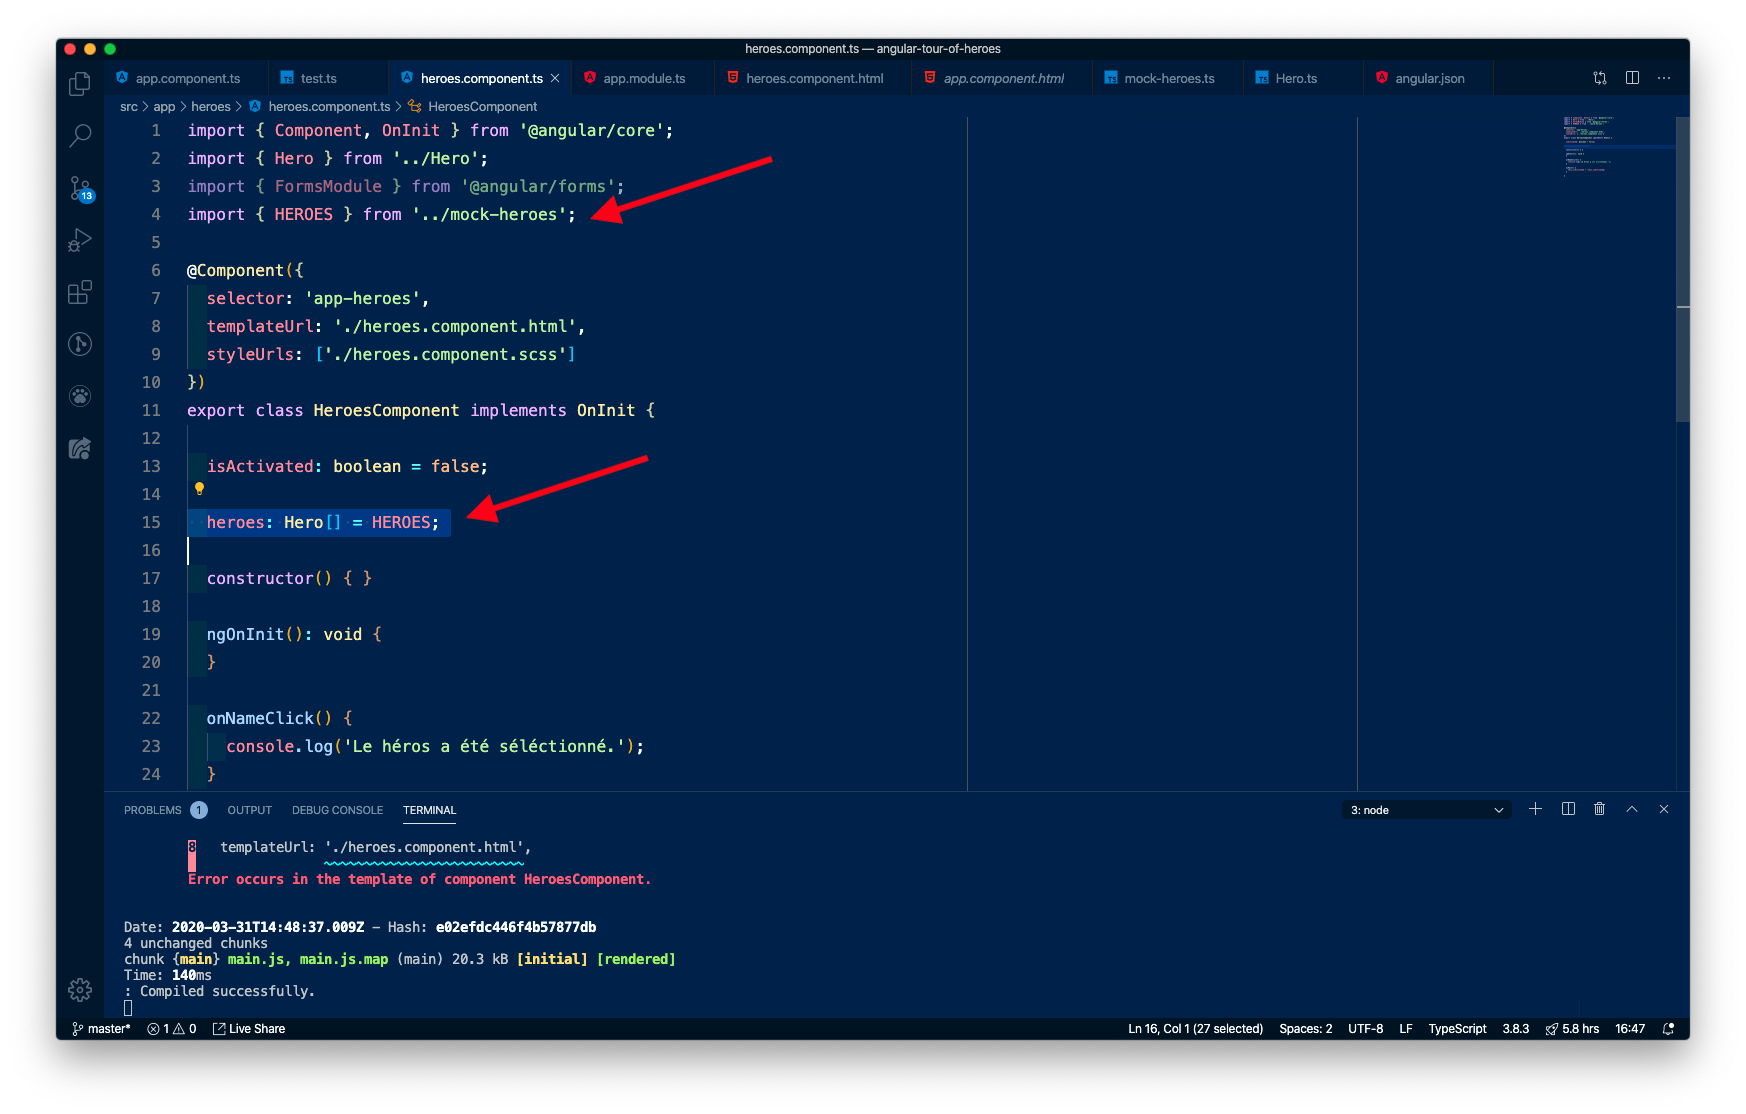 heroes.component.ts — angular-tour-of-heroes
app.component.ts
test.ts
heroes.component.ts
app.module.ts
heroes.component.html
app.component.html
mock-heroes.ts
Hero.ts
angular.json
src > app > heroes > heroes.component.ts > HeroesComponent
13
1 import { Component, OnInit } from '@angular/core';
2 import { Hero } from '../Hero';
3 import { FormsModule } from '@angular/forms';
4 import { HEROES } from '../mock-heroes';
5
6 @Component({
7 selector: 'app-heroes',
8 templateUrl: './heroes.component.html',
9 styleUrls: ['./heroes.component.scss']
10 })
11 export class HeroesComponent implements OnInit {
12
13 isActivated: boolean = false;
14
15 heroes: Hero[] = HEROES;
16
17 constructor() { }
18
19 ngOnInit(): void {
20 }
21
22 onNameClick() {
23 console.log('Le héros a été séléctionné.');
24 }
PROBLEMS 1 OUTPUT DEBUG CONSOLE TERMINAL
3: node
8 templateUrl: './heroes.component.html',
Error occurs in the template of component HeroesComponent.
Date: 2020-03-31T14:48:37.009Z - Hash: e02efdc446f4b57877db
4 unchanged chunks
chunk {main} main.js, main.js.map (main) 20.3 kB [initial] [rendered]
Time: 140ms
: Compiled successfully.
master* 1 0 Live Share
Ln 16, Col 1 (27 selected) Spaces: 2 UTF-8 LF TypeScript 3.8.3 5.8 hrs 16:47